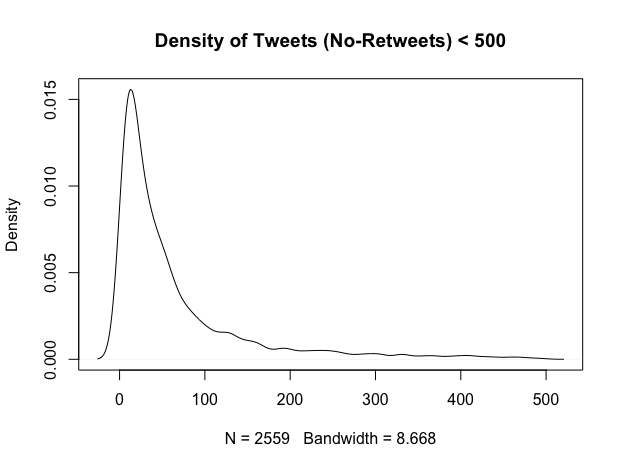 Density of Tweets (No-Retweets) < 500
Density
0.015
0.010
0.005
0.000
0 100 200 300 400 500
N = 2559 Bandwidth = 8.668